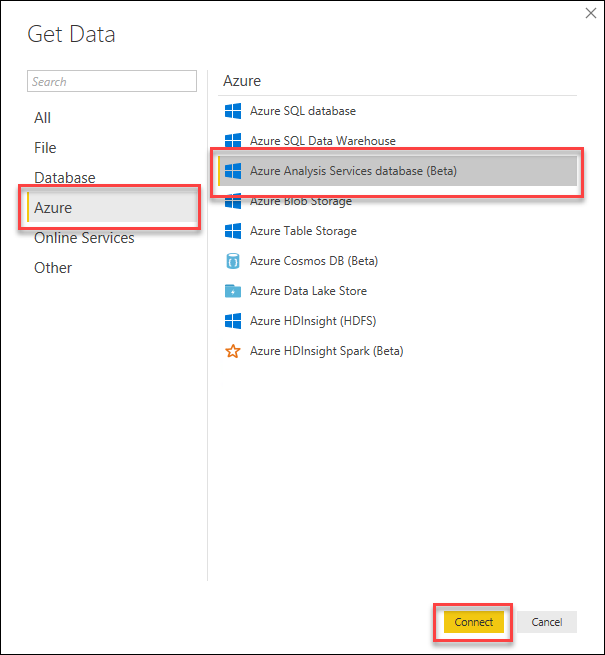 Get Data
Search
All
File
Database
Azure
Online Services
Other
Azure
Azure SQL database
Azure SQL Data Warehouse
Azure Analysis Services database (Beta)
Azure Blob Storage
Azure Table Storage
Azure Cosmos DB (Beta)
Azure Data Lake Store
Azure HDInsight (HDFS)
Azure HDInsight Spark (Beta)
Connect
Cancel